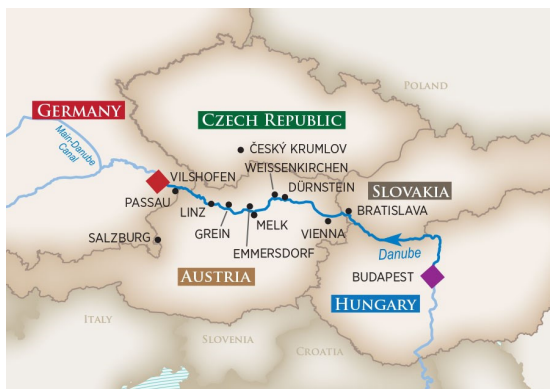 POLAND
GERMANY
CZECH REPUBLIC
Main-Danube
Canal
ČESKÝ KRUMLOV
WEISSENKIRCHEN
VILSHOFEN
DÜRNSTEIN
SLOVAKIA
PASSAU
LINZ
BRATISLAVA
GREIN
MELK
VIENNA
SALZBURG
EMMERSDORF
Danube
AUSTRIA
BUDAPEST
HUNGARY
ITALY
SLOVENIA
CROATIA